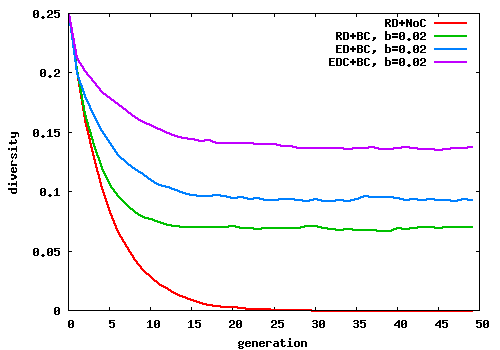 0.25
0.2
0.15
0.1
0.05
0
diversity
RD+NoC
RD+BC, b=0.02
ED+BC, b=0.02
EDC+BC, b=0.02
0 5 10 15 20 25 30 35 40 45 50
generation